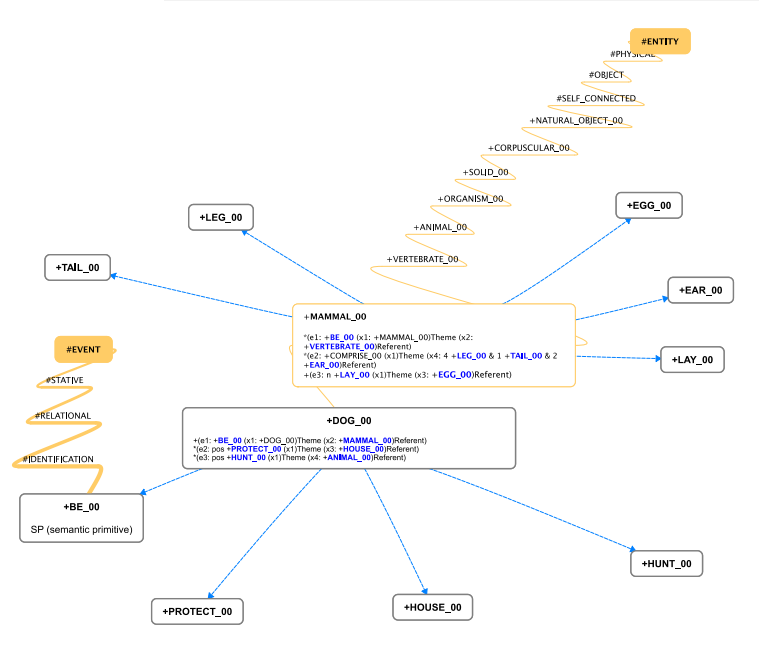 #ENTITY
#PHYSICAL
#OBJECT
#SELF_CONNECTED
+NATURAL_OBJECT_00
+CORPUSCULAR_00
+SOLID_00
+ORGANISM_00
+ANIMAL_00
+VERTEBRATE_00
+LEG_00
+EGG_00
+TAIL_00
+EAR_00
+LAY_00
+MAMMAL_00
*(e1: +BE_00 (x1: +MAMMAL_00)Theme (x2:
+VERTEBRATE_00)Referent)
*(e2: +COMPRISE_00 (x1)Theme (x4: 4 +LEG_00 & 1 +TAIL_00 & 2
+EAR_00)Referent)
+(e3: n +LAY_00 (x1)Theme (x3: +EGG_00)Referent)
#EVENT
#STATIVE
#RELATIONAL
#IDENTIFICATION
+DOG_00
+(e1: +BE_00 (x1: +DOG_00)Theme (x2: +MAMMAL_00)Referent)
*(e2: pos +PROTECT_00 (x1)Theme (x3: +HOUSE_00)Referent)
*(e3: pos +HUNT_00 (x1)Theme (x4: +ANIMAL_00)Referent)
+BE_00
SP (semantic primitive)
+HUNT_00
+PROTECT_00
+HOUSE_00